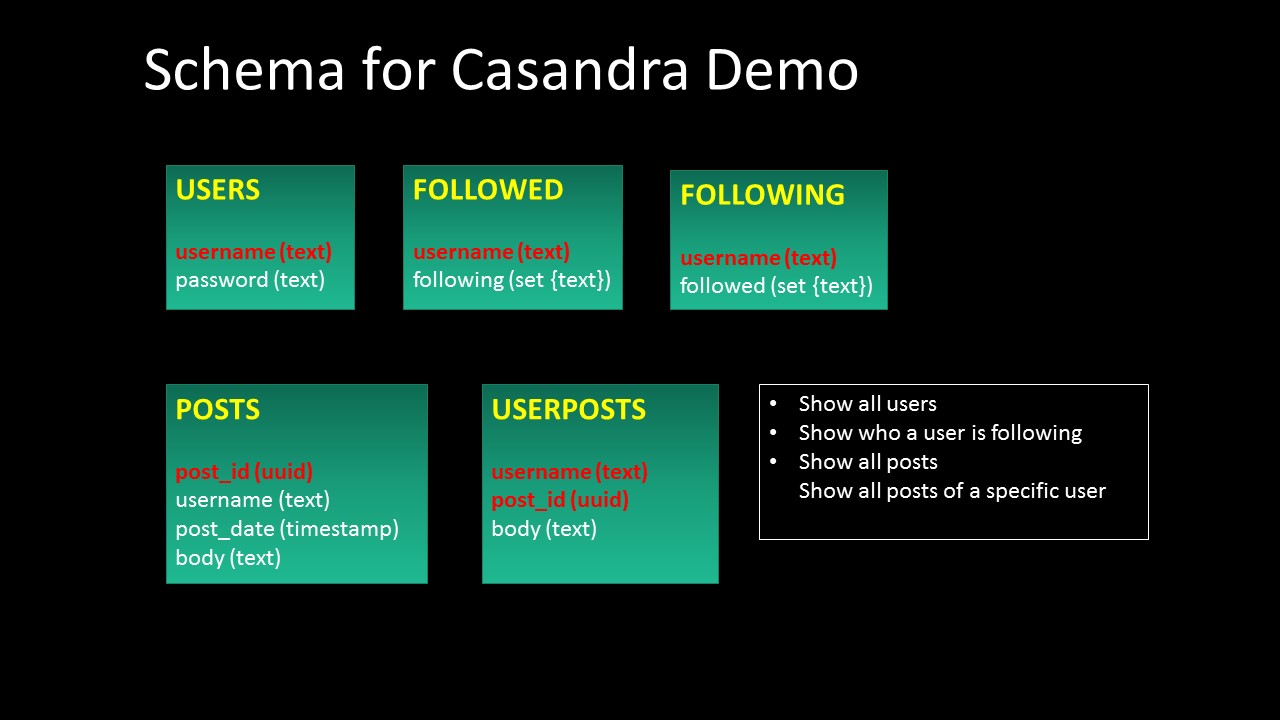 Schema for Casandra Demo
USERS
username (text)
password (text)
FOLLOWED
username (text)
following (set {text})
FOLLOWING
username (text)
followed (set {text})
POSTS
post_id (uuid)
username (text)
post_date (timestamp)
body (text)
USERPOSTS
username (text)
post_id (uuid)
body (text)
• Show all users
• Show who a user is following
• Show all posts
Show all posts of a specific user